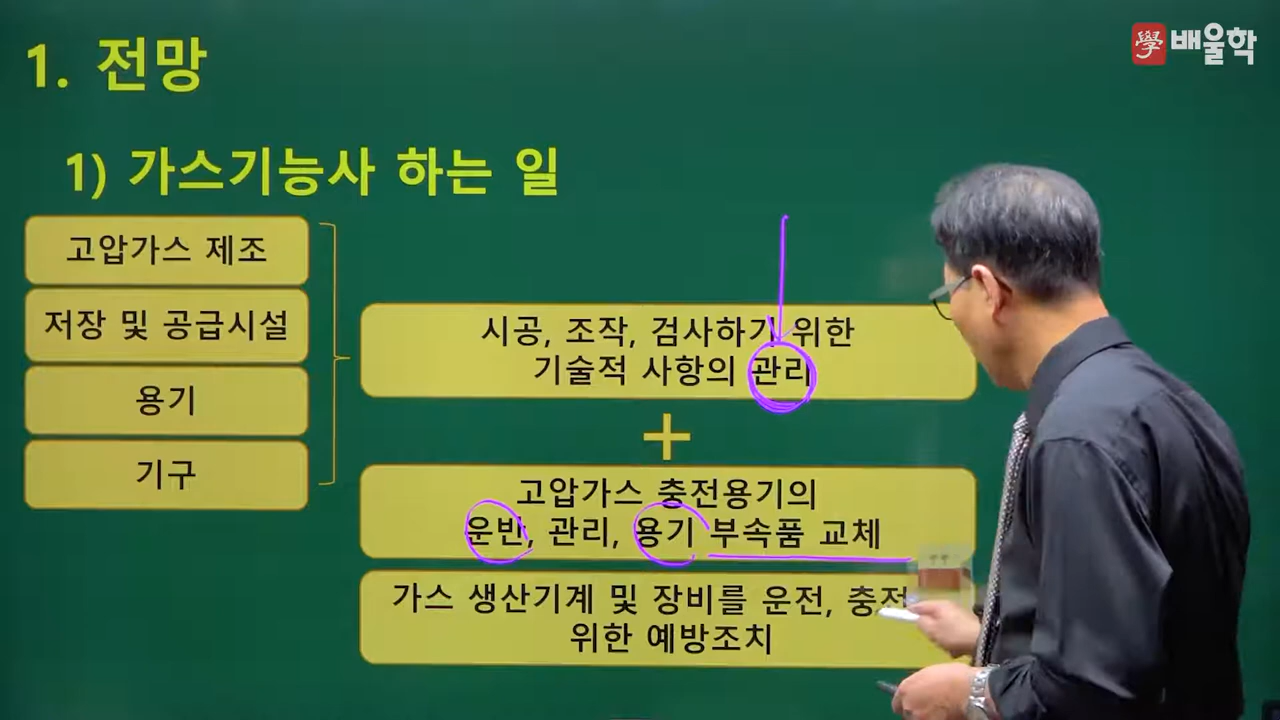 1. 전망
學 배울학
1) 가스기능사 하는 일
고압가스 제조
저장 및 공급시설
용기
기구
시공, 조작, 검사하기 위한
기술적 사항의 관리
+
고압가스 충전용기의
운반, 관리, 용기 부속품 교체
가스 생산기계 및 장비를 운전, 충전
위한 예방조치